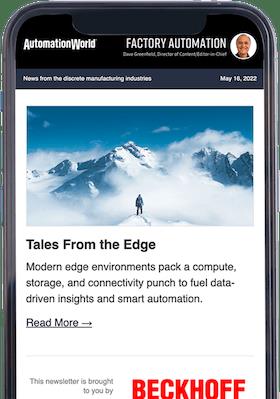 AutomationWorld®
FACTORY AUTOMATION
Dave Greenfield, Director of Content/Editor-in-Chief
News from the discrete manufacturing industries
May 16, 2022
Tales From the Edge
Modern edge environments pack a compute,
storage, and connectivity punch to fuel data-
driven insights and smart automation.
Read More →
This newsletter is brought
to you by
BECKHOFF